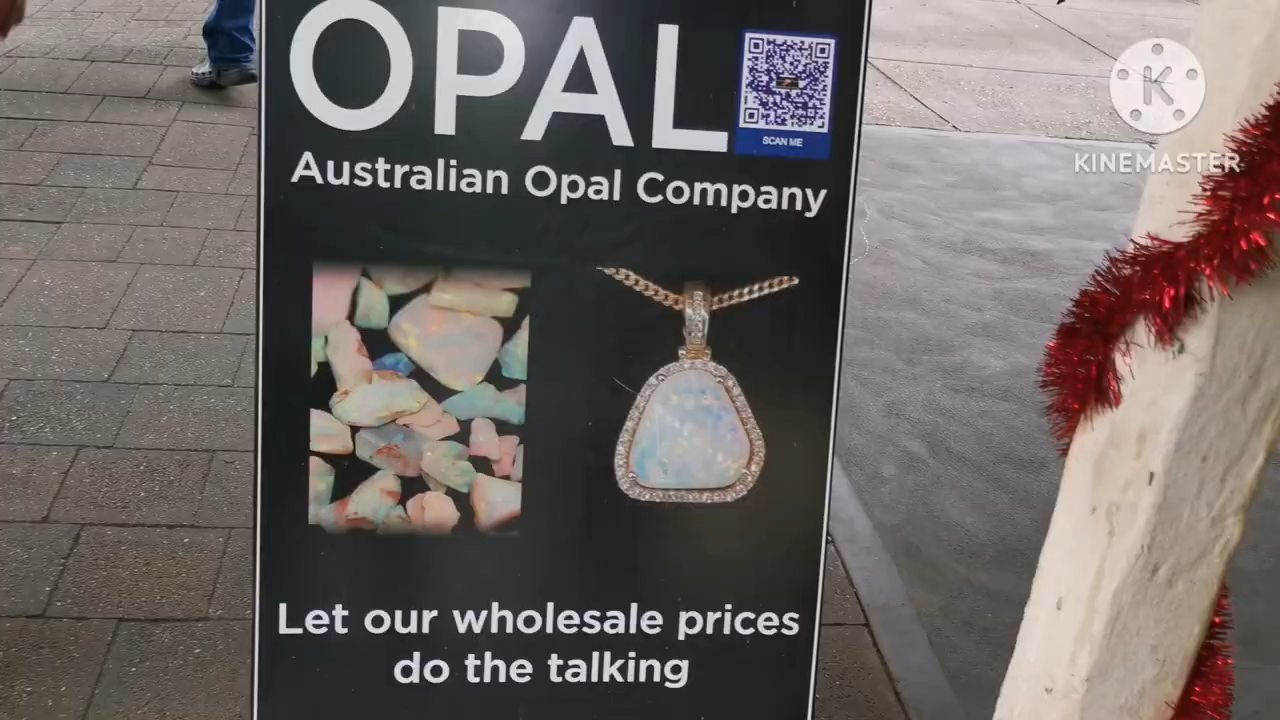 OPAL
SCAN ME
Australian Opal Company
Let our wholesale prices
do the talking
K
KINEMASTER